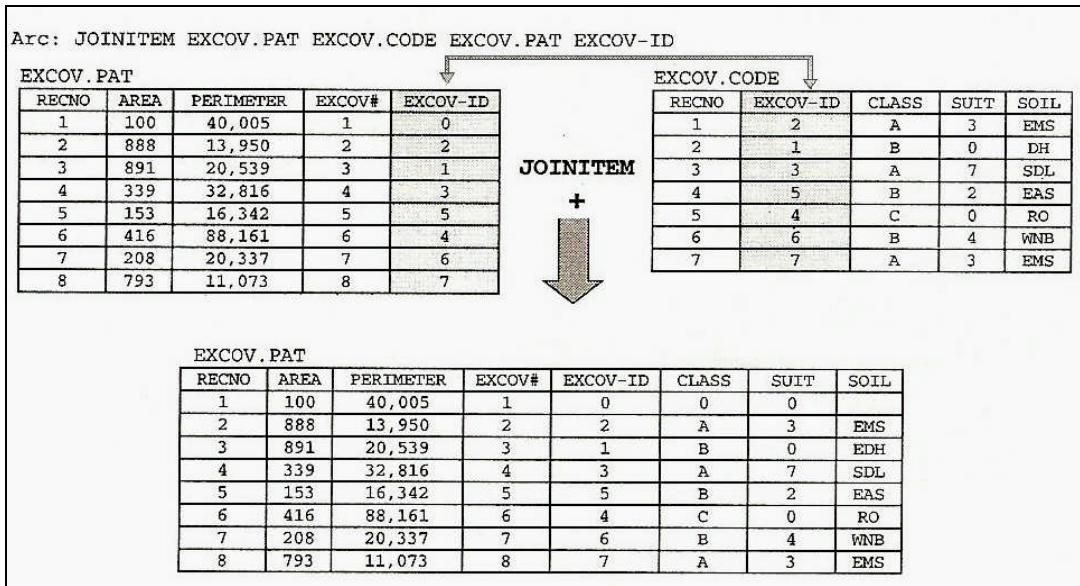 Arc: JOINITEM EXCOV.PAT EXCOV.CODE EXCOV.PAT EXCOV-ID
EXCOV.PAT
RECNO AREA PERIMETER EXCOV# EXCOV-ID
1 100 40,005 1 0
2 888 13,950 2 2
3 891 20,539 3 1
4 339 32,816 4 3
5 153 16,342 5 5
6 416 88,161 6 4
7 208 20,337 7 6
8 793 11,073 8 7
JOINITEM
+
EXCOV.CODE
RECNO EXCOV-ID CLASS SUIT SOIL
1 2 A 3 EMS
2 1 B 0 DH
3 3 A 7 SDL
4 5 B 2 EAS
5 4 C 0 RO
6 6 B 4 WNB
7 7 A 3 EMS
EXCOV.PAT
RECNO AREA PERIMETER EXCOV# EXCOV-ID CLASS SUIT SOIL
1 100 40,005 1 0 0 0
2 888 13,950 2 2 A 3 EMS
3 891 20,539 3 1 B 0 EDH
4 339 32,816 4 3 A 7 SDL
5 153 16,342 5 5 B 2 EAS
6 416 88,161 6 4 C 0 RO
7 208 20,337 7 6 B 4 WNB
8 793 11,073 8 7 A 3 EMS